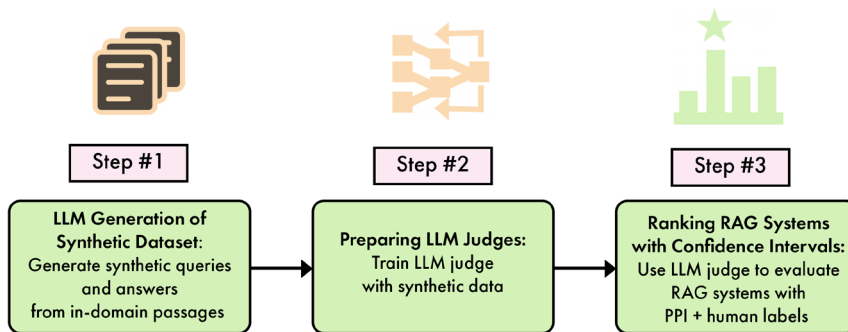 Step #1
Step #2
Step #3
LLM Generation of
Synthetic Dataset:
Generate synthetic queries
and answers
from in-domain passages
Preparing LLM Judges:
Train LLM judge
with synthetic data
Ranking RAG Systems
with Confidence Intervals:
Use LLM judge to evaluate
RAG systems with
PPI + human labels